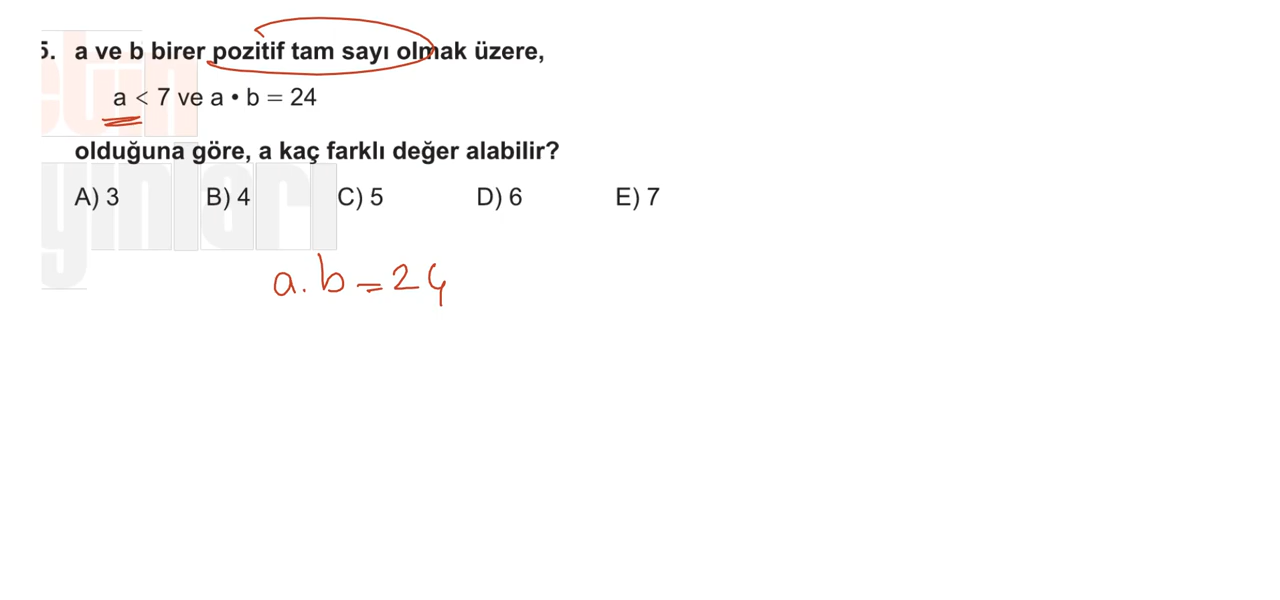 5. a ve b birer pozitif tam sayı olmak üzere,
a < 7 ve a • b = 24
olduğuna göre, a kaç farklı değer alabilir?
A) 3 B) 4 C) 5 D) 6 E) 7
a.b=24